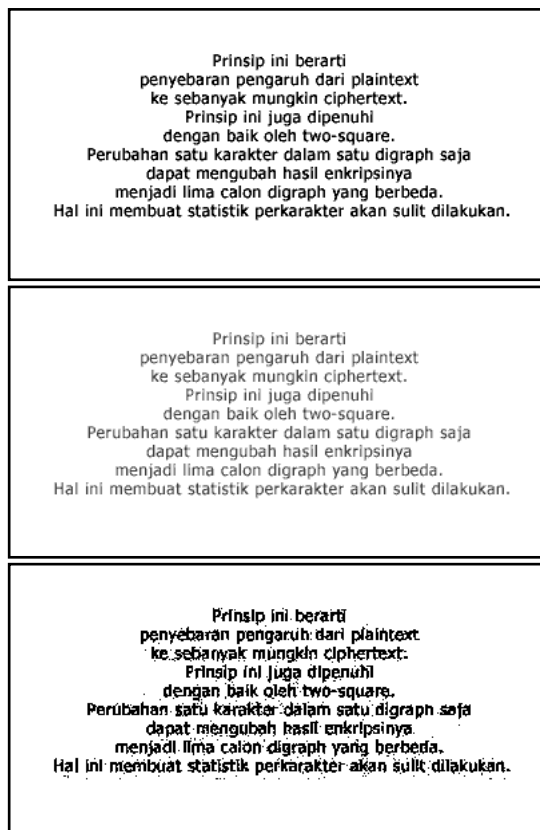 Prinsip ini berarti
penyebaran pengaruh dari plaintext
ke sebanyak mungkin ciphertext.
Prinsip ini juga dipenuhi
dengan baik oleh two-square.
Perubahan satu karakter dalam satu digraph saja
dapat mengubah hasil enkripsinya
menjadi lima calon digraph yang berbeda.
Hal ini membuat statistik perkarakter akan sulit dilakukan.
Prinsip ini berarti
penyebaran pengaruh dari plaintext
ke sebanyak mungkin ciphertext.
Prinsip ini juga dipenuhi
dengan baik oleh two-square.
Perubahan satu karakter dalam satu digraph saja
dapat mengubah hasil enkripsinya
menjadi lima calon digraph yang berbeda.
Hal ini membuat statistik perkarakter akan sulit dilakukan.
Prinsip ini berarti
penyebaran pengaruh dari plaintext
ke sebanyak mungkin ciphertext.
Prinsip ini juga dipenuhi
dengan baik oleh two-square.
Perubahan satu karakter dalam satu digraph saja
dapat mengubah hasil enkripsinya
menjadi lima calon digraph yang berbeda.
Hal ini membuat statistik perkarakter akan sulit dilakukan.